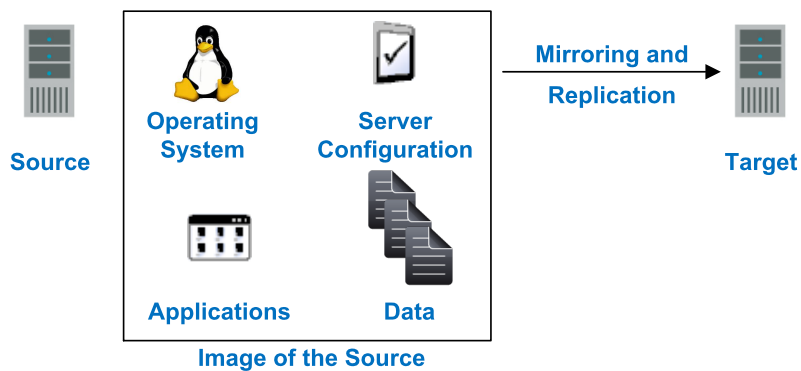 Source
Operating
System
Server
Configuration
Applications
Data
Image of the Source
Mirroring and
Replication
Target